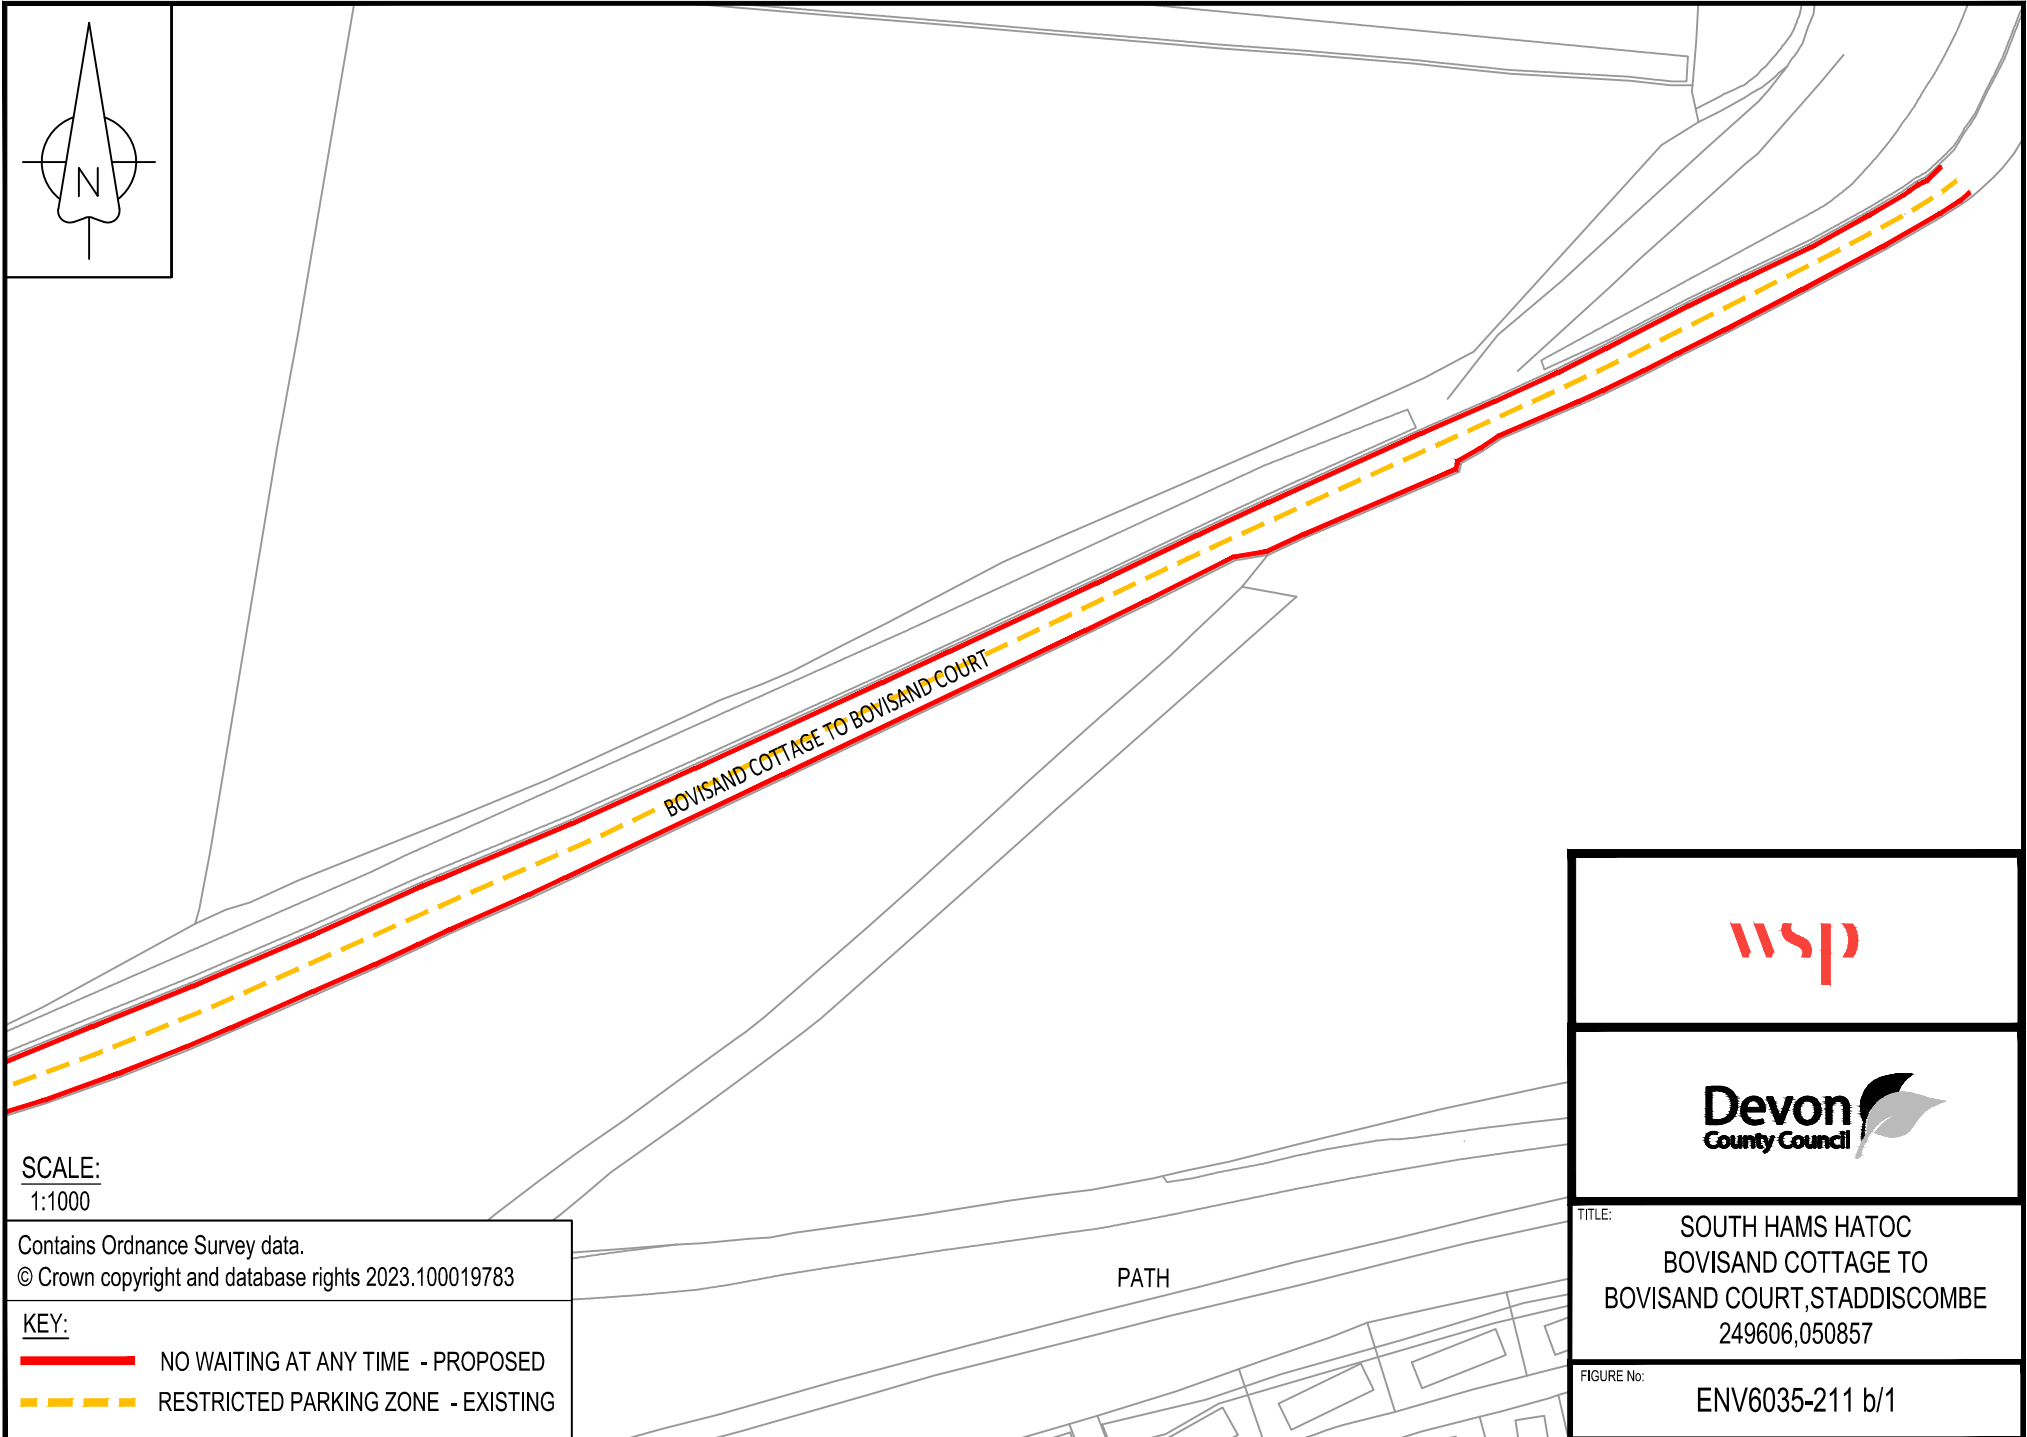 N
BOVISAND COTTAGE TO BOVISAND COURT
wsp
Devon
County Council
SCALE:
1:1000
Contains Ordnance Survey data.
© Crown copyright and database rights 2023.100019783
KEY:
NO WAITING AT ANY TIME - PROPOSED
RESTRICTED PARKING ZONE - EXISTING
PATH
TITLE:
SOUTH HAMS HATOC
BOVISAND COTTAGE TO
BOVISAND COURT,STADDISCOMBE
249606,050857
FIGURE No:
ENV6035-211 b/1